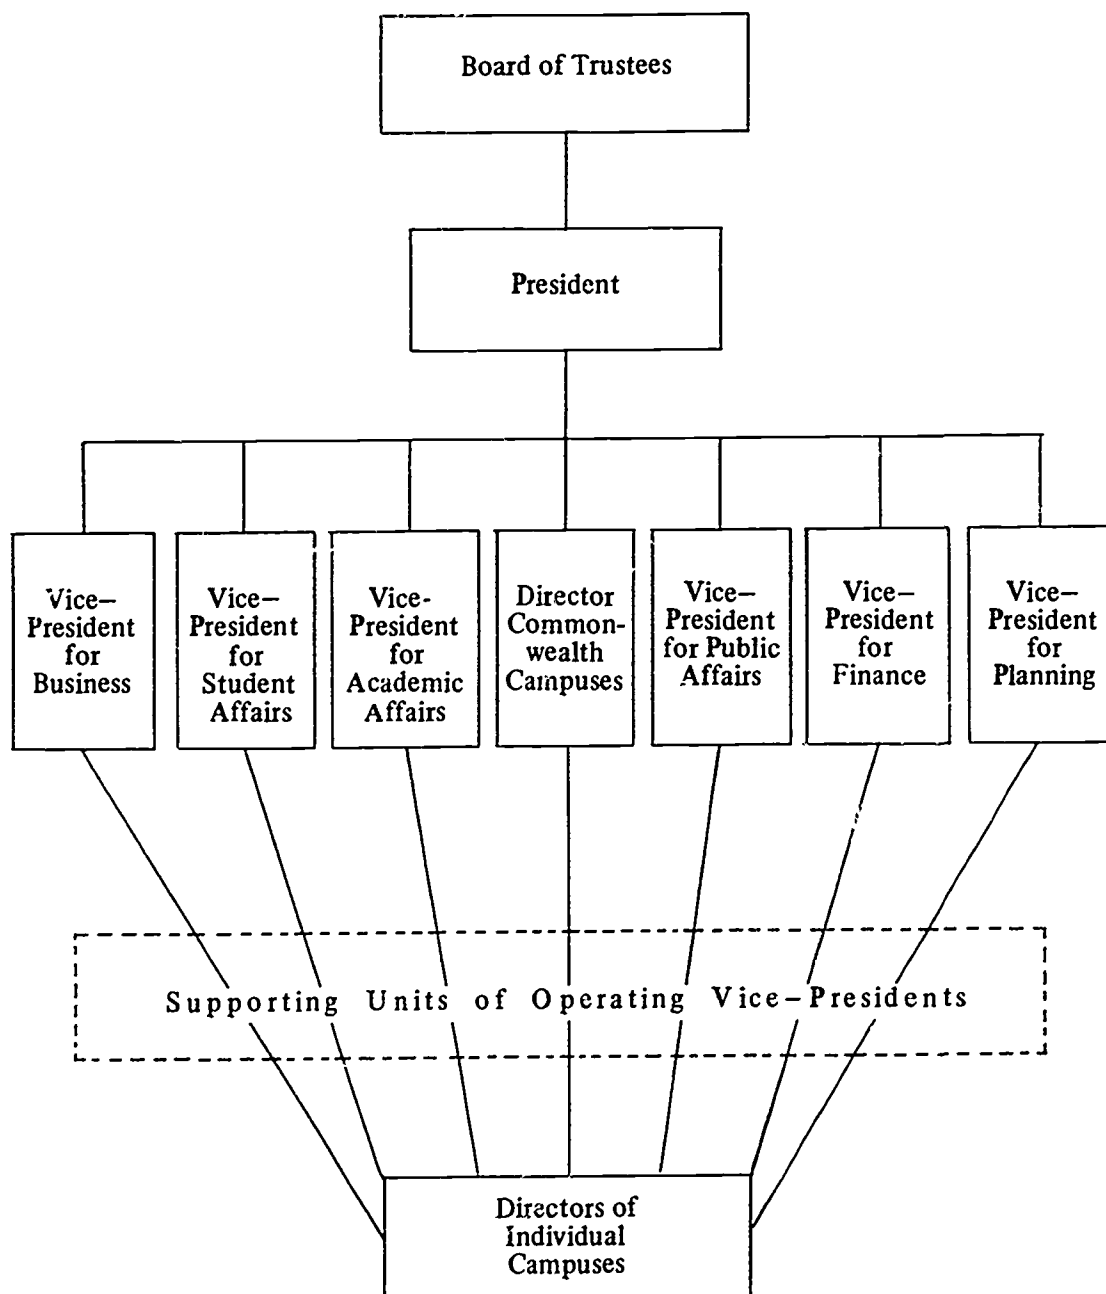 Board of Trustees
President
Vice–
President
for
Business
Vice–
President
for
Student
Affairs
Vice-
President
for
Academic
Affairs
Director
Common-
wealth
Campuses
Vice–
President
for Public
Affairs
Vice–
President
for
Finance
Vice–
President
for
Planning
Supporting Units of Operating Vice–Presidents
Directors of
Individual
Campuses